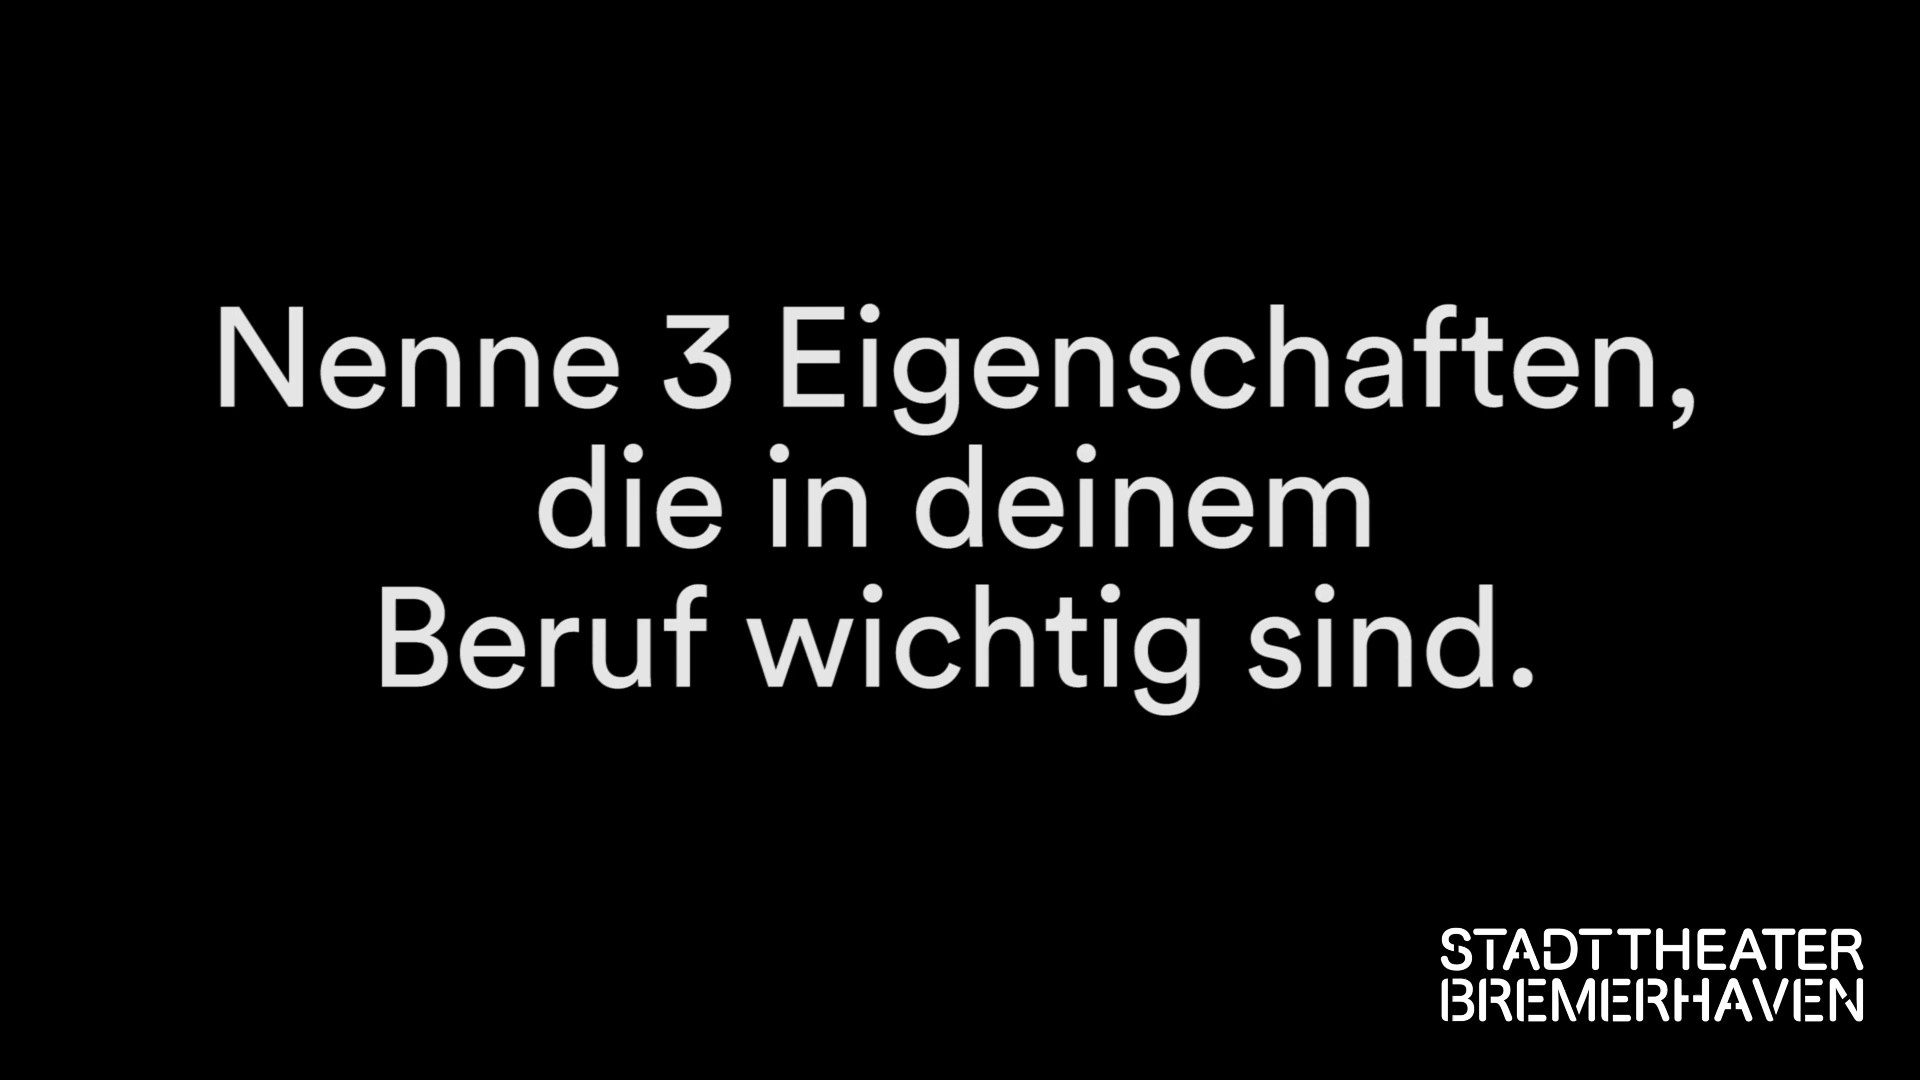 Nenne 3 Eigenschaften,
die in deinem
Beruf wichtig sind.
STADTTHEATER
BREMERHAVEN